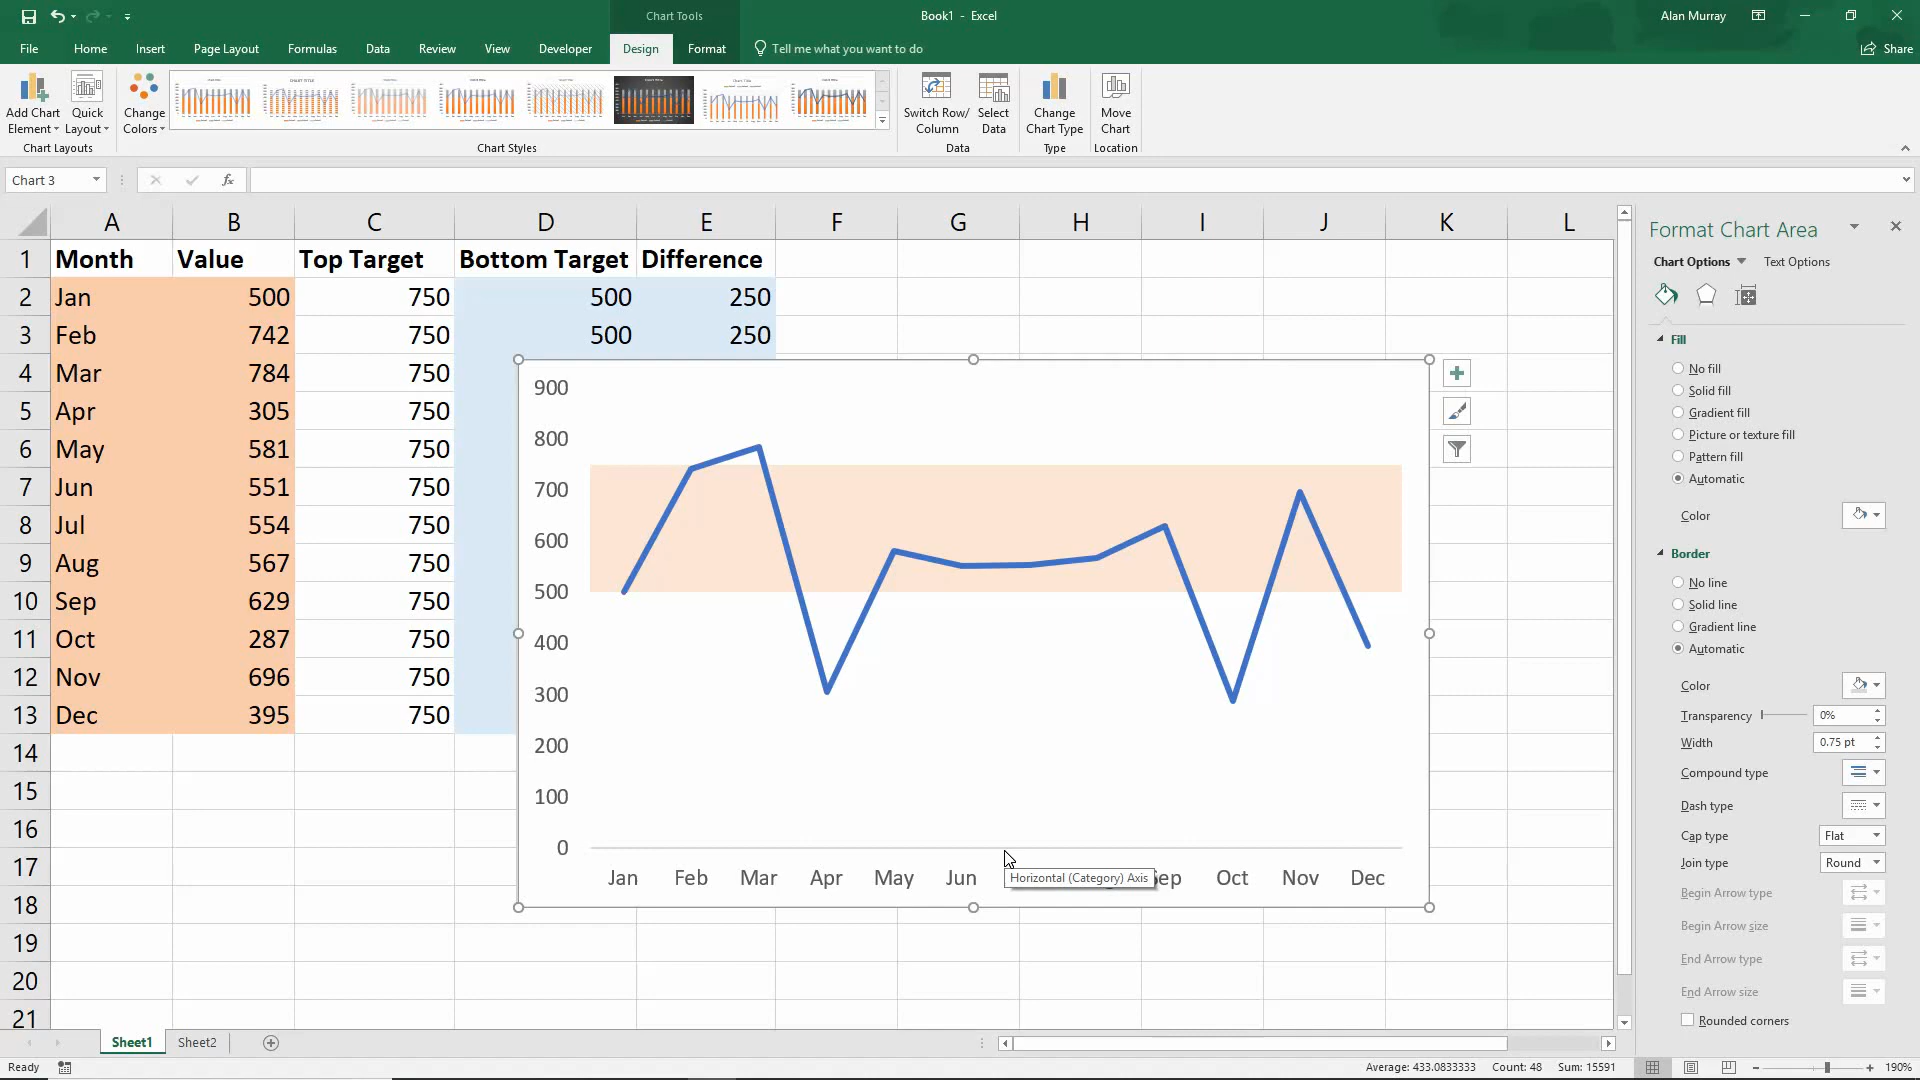 Chart Tools
Book1 - Excel
Alan Murray
File Home Insert Page Layout Formulas Data Review View Developer Design Format Tell me what you want to do Share
Add Chart Element
Quick Layout
Change Colors
Switch Row/ Column
Select Data
Change Chart Type
Move Chart
Chart Layouts
Chart Styles
Data
Type
Location
Chart 3
fx
A B C D E F G H I J K L
1 Month Value Top Target Bottom Target Difference
2 Jan 500 750 500 250
3 Feb 742 750 500 250
4 Mar 784 750
5 Apr 305 750
6 May 581 750
7 Jun 551 750
8 Jul 554 750
9 Aug 567 750
10 Sep 629 750
11 Oct 287 750
12 Nov 696 750
13 Dec 395 750
14
15
16
17
18
19
20
21
900
800
700
600
500
400
300
200
100
0
Jan Feb Mar Apr May Jun Sep Oct Nov Dec
Horizontal (Category) Axis
Format Chart Area
Chart Options Text Options
Fill
No fill
Solid fill
Gradient fill
Picture or texture fill
Pattern fill
Automatic
Color
Border
No line
Solid line
Gradient line
Automatic
Color
Transparency 0%
Width 0.75 pt
Compound type
Dash type
Cap type Flat
Join type Round
Begin Arrow type
Begin Arrow size
End Arrow type
End Arrow size
Rounded corners
Sheet1 Sheet2
Ready
Average: 433.0833333 Count: 48 Sum: 15591
190%